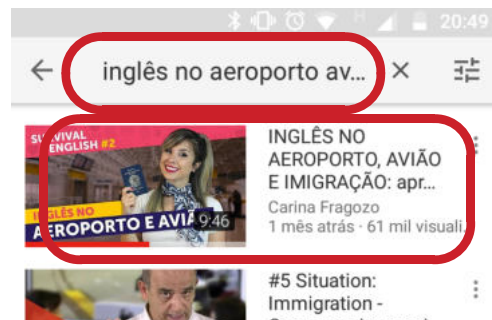 20:49
inglês no aeroporto av...
SURVIVAL
ENGLISH #2
INGLÊS NO
AEROPORTO E AVIÃ
9:46
INGLÊS NO
AEROPORTO, AVIÃO
E IMIGRAÇÃO: apr...
Carina Fragozo
1 mês atrás · 61 mil visuali.
#5 Situation:
Immigration -